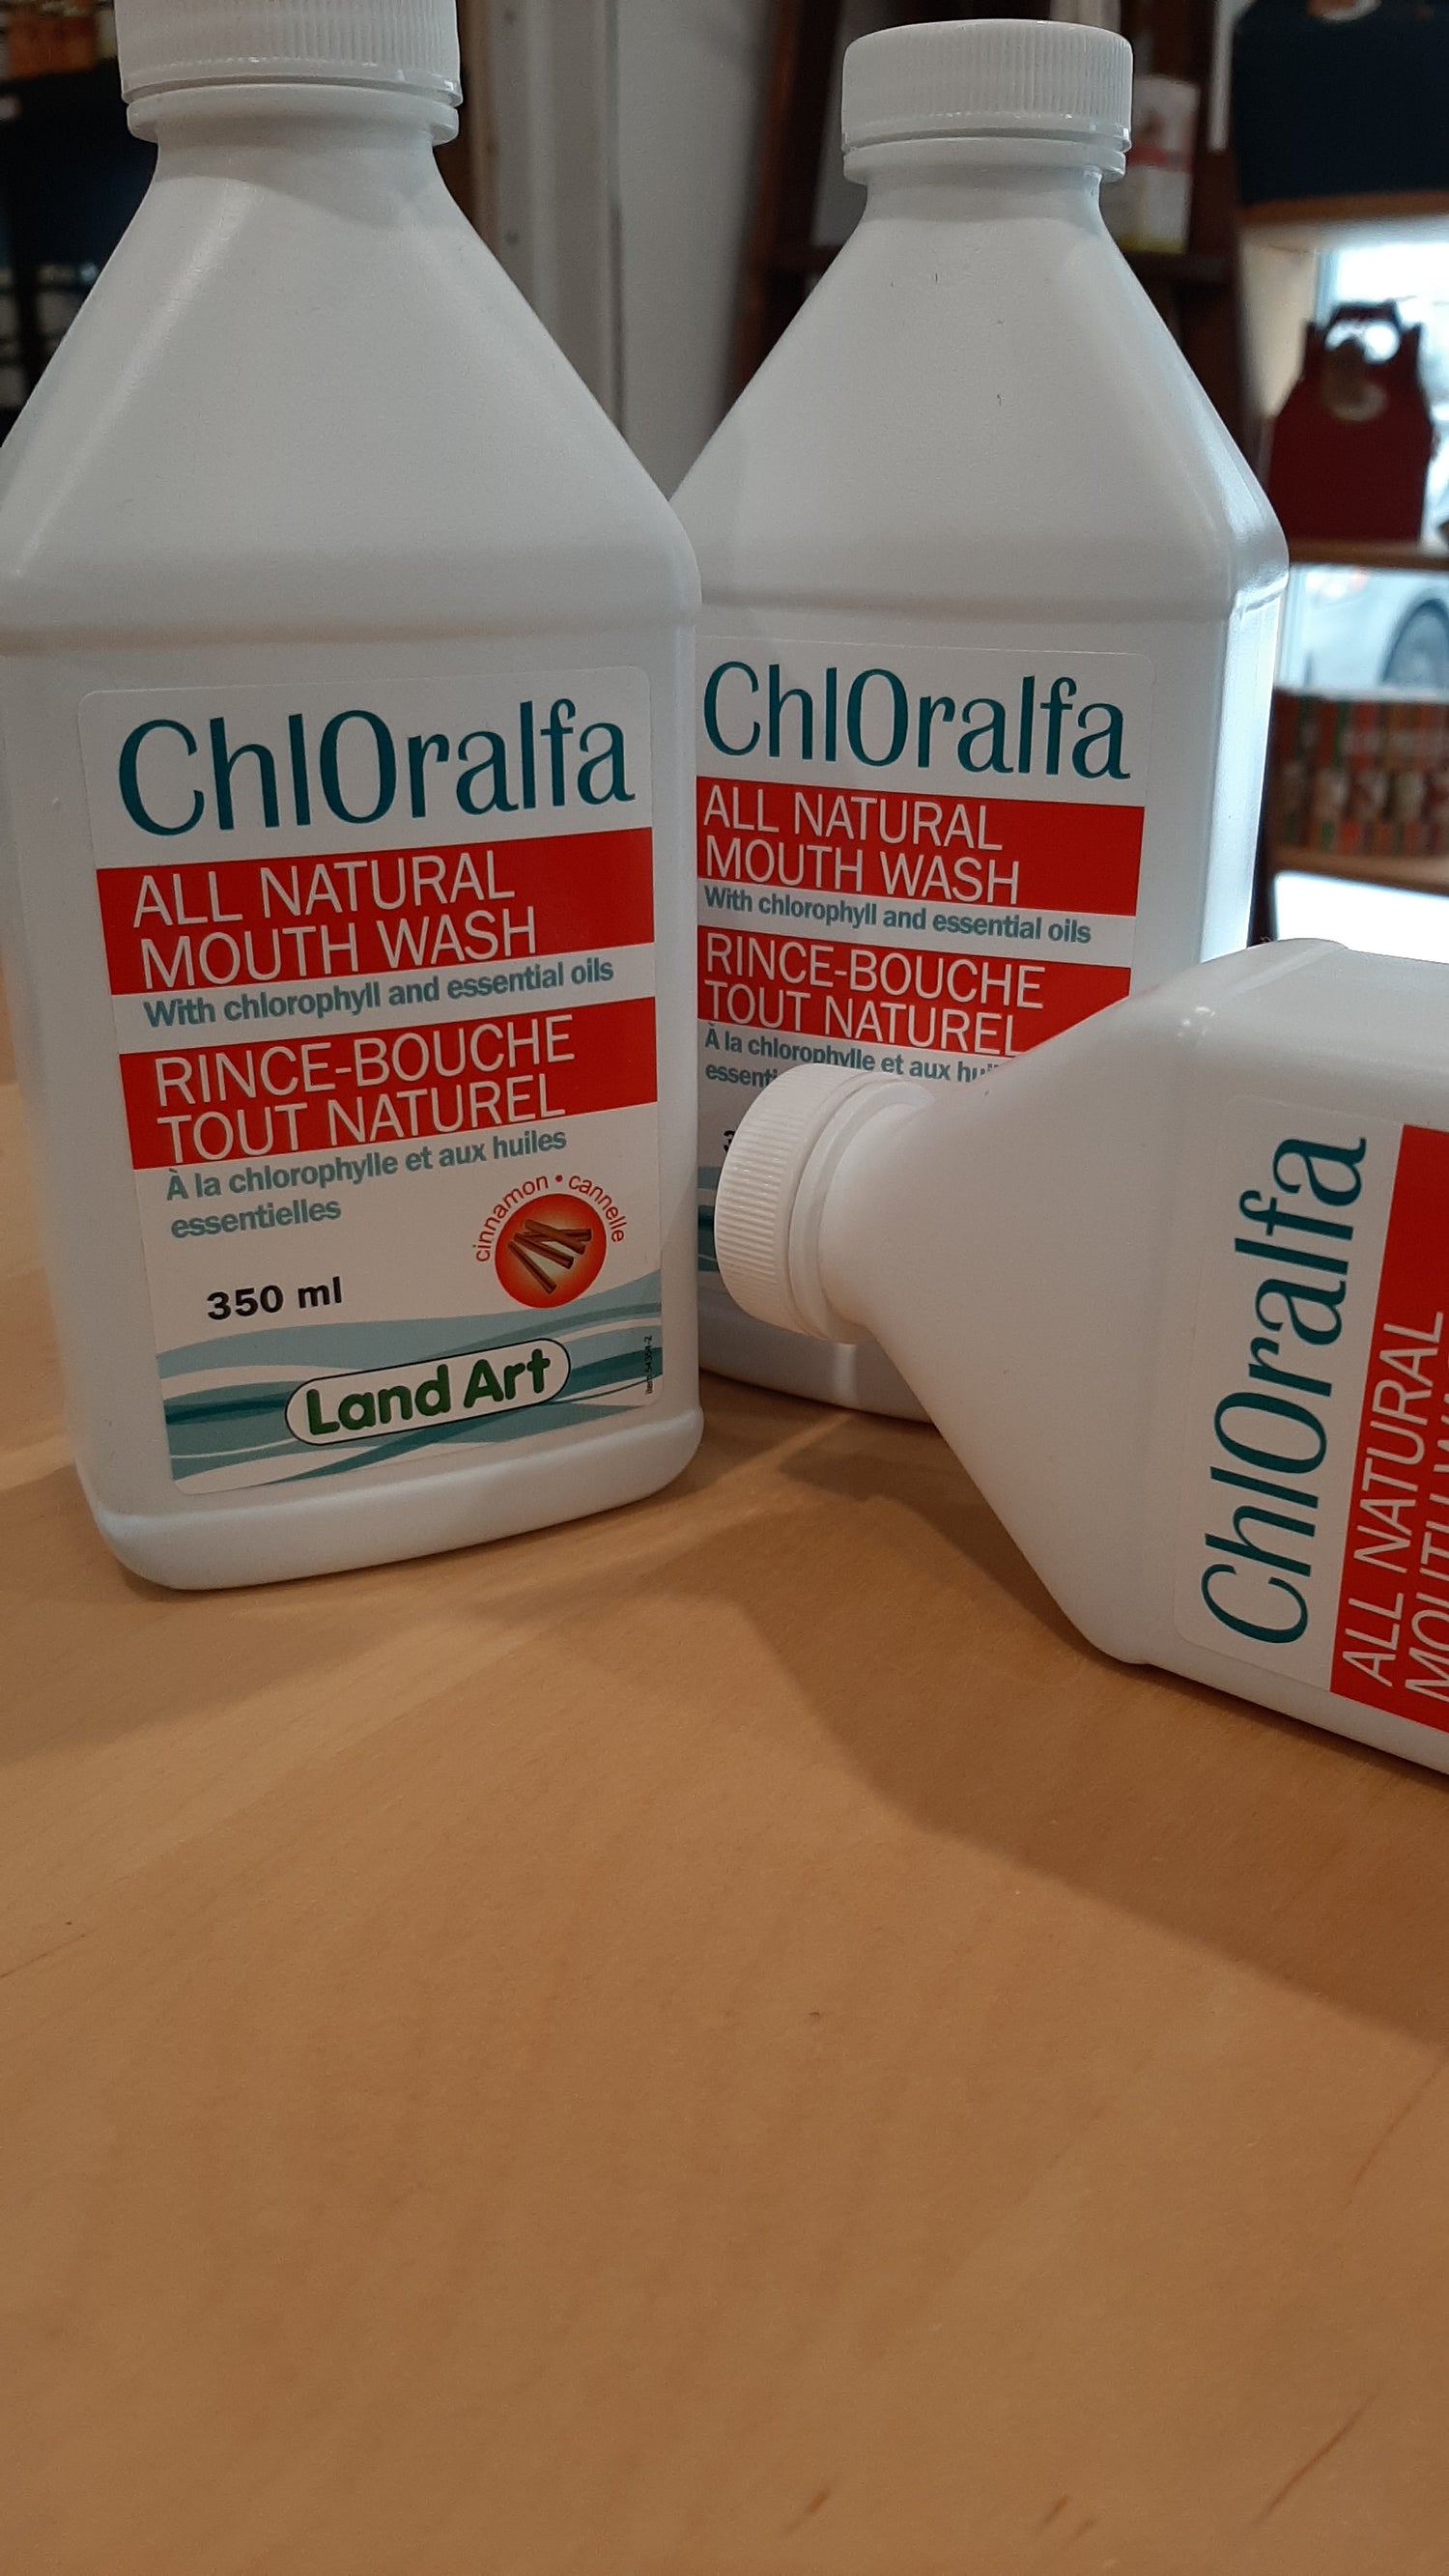 ChlOralfa
ALL NATURAL
MOUTH WASH
With chlorophyll and essential oils
RINCE-BOUCHE
TOUT NATUREL
À la chlorophylle et aux huiles
essentielles
cinnamon • cannelle
350 ml
Land Art
ChlOralfa
ALL NATURAL
MOUTH WASH
With chlorophyll and essential oils
RINCE-BOUCHE
TOUT NATUREL
À la chlorophylle et aux
ChlOralfa
ALL NATURAL